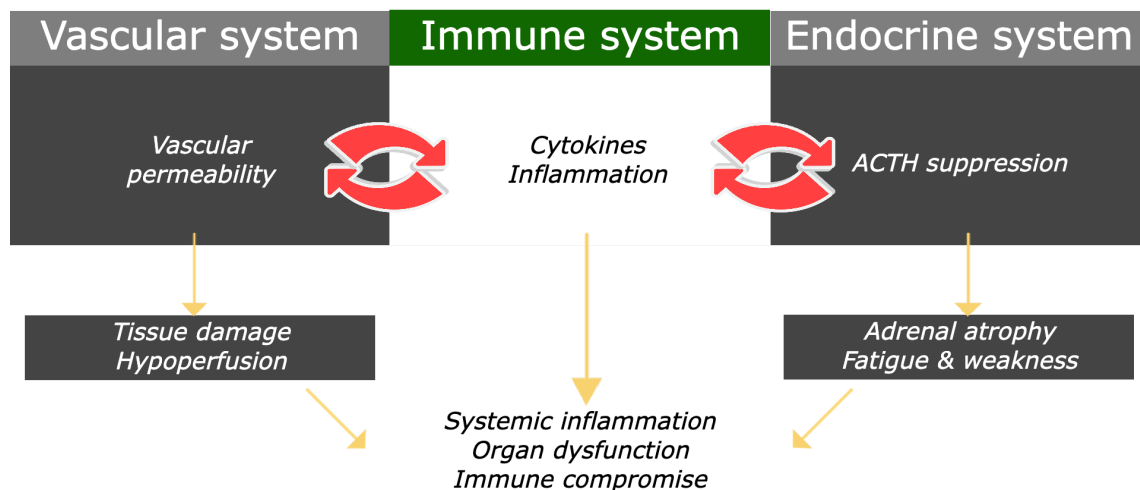 Vascular system
Immune system
Endocrine system
Vascular
permeability
Cytokines
Inflammation
ACTH suppression
Tissue damage
Hypoperfusion
Adrenal atrophy
Fatigue & weakness
Systemic inflammation
Organ dysfunction
Immune compromise